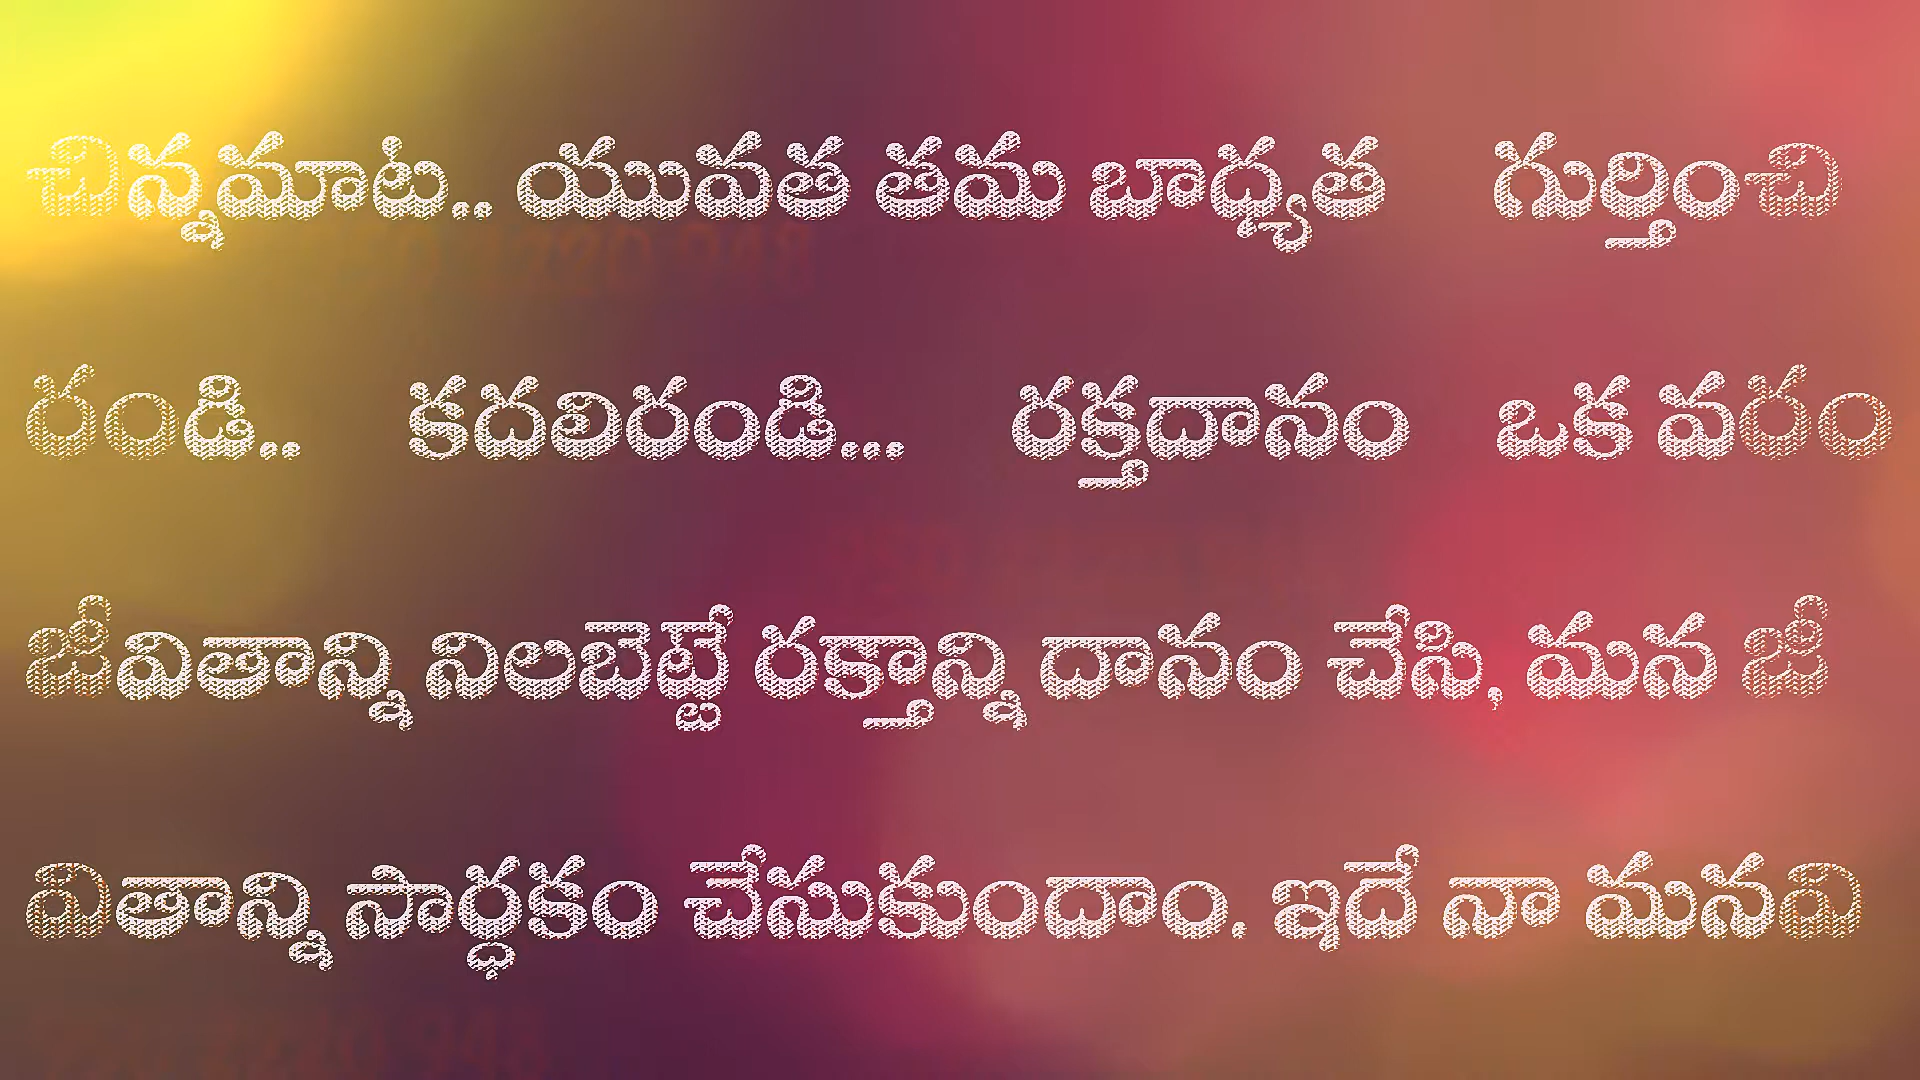 చిన్నమాట.. యువత తమ బాధ్యత గుర్తించి
రండి.. కదలిరండి... రక్తదానం ఒక వరం
జీవితాన్ని నిలబెట్టే రక్తాన్ని దానం చేసి, మన జీ
వితాన్ని సార్థకం చేసుకుందాం. ఇదే నా మనవి